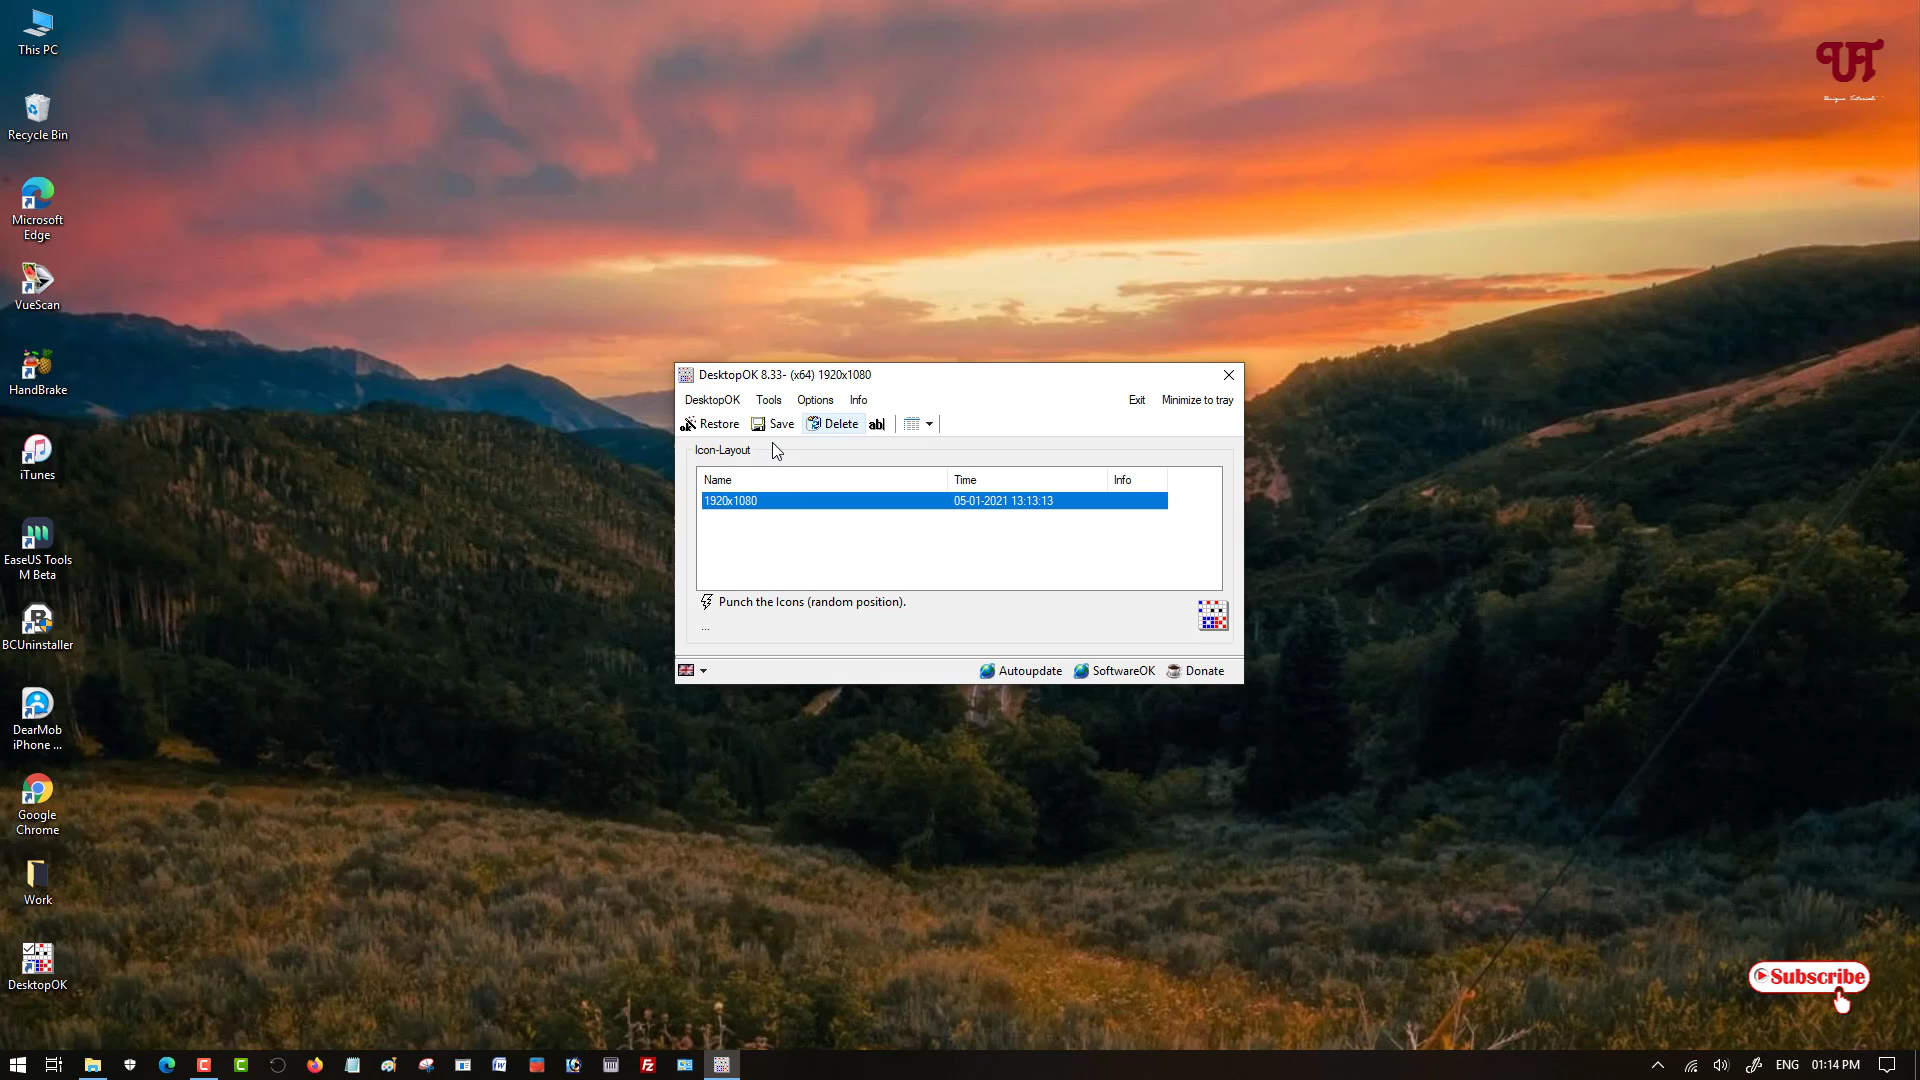 This PC
Recycle Bin
Microsoft
Edge
VueScan
HandBrake
iTunes
EaseUS Tools
M Beta
BCUninstaller
DearMob
iPhone ...
Google
Chrome
Work
DesktopOK
UT
Unique Tutorial
DesktopOK 8.33- (x64) 1920x1080
DesktopOK Tools Options Info Exit Minimize to tray
Restore Save Delete ab|
Icon-Layout
Name Time Info
1920x1080 05-01-2021 13:13:13
Punch the Icons (random position).
...
Autoupdate SoftwareOK Donate
Subscribe
ENG 01:14 PM